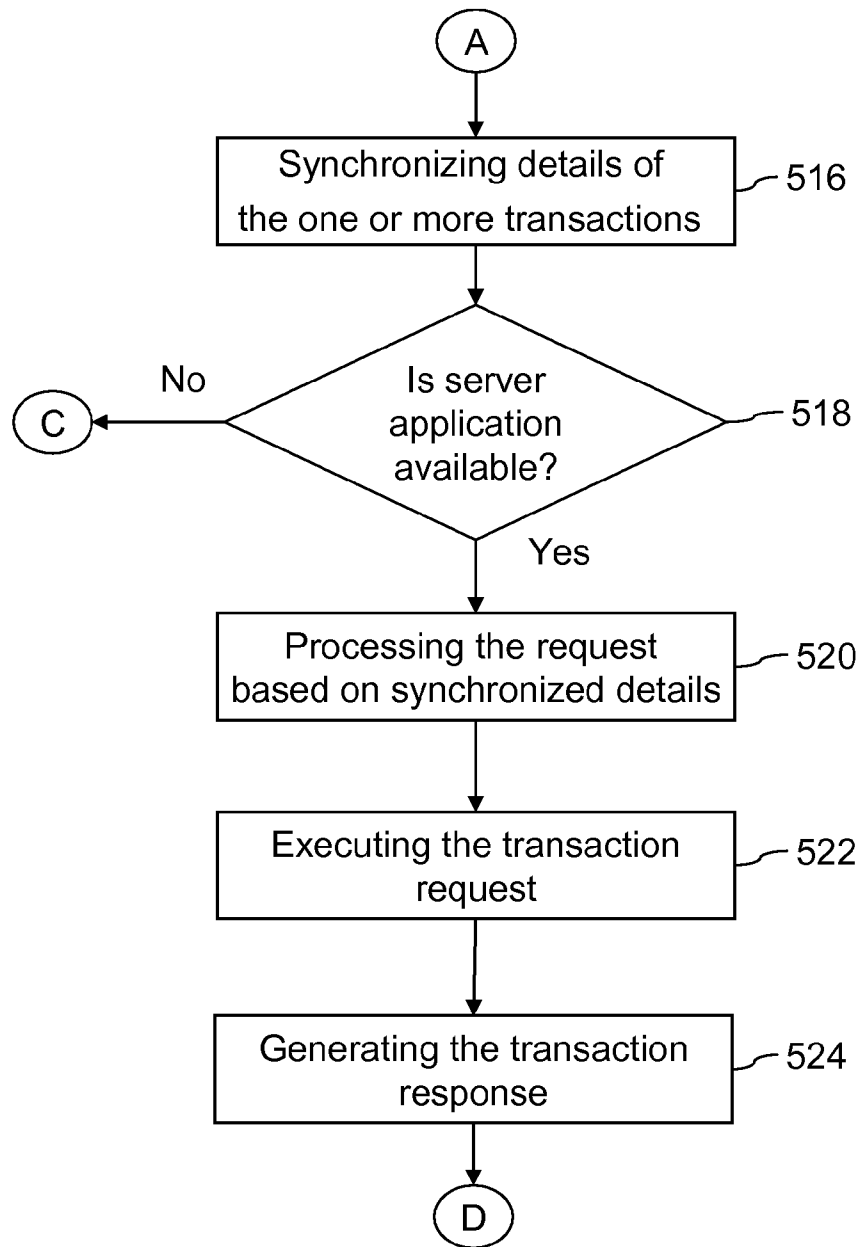 A
Synchronizing details of
the one or more transactions
516
No
Is server
application
available?
C
518
Yes
Processing the request
based on synchronized details
520
Executing the transaction
request
522
Generating the transaction
response
524
D